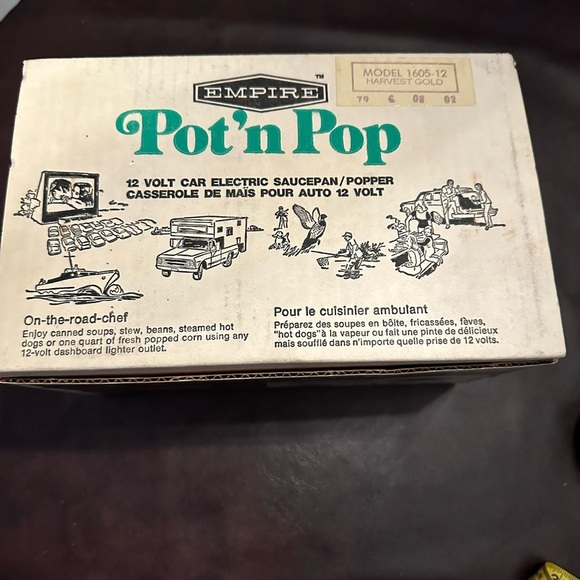 EMPIRE
TM
MODEL 1605-12
HARVEST GOLD
79 6 08 02
Pot'n Pop
12 VOLT CAR ELECTRIC SAUCEPAN/POPPER
CASSEROLE DE MAÏS POUR AUTO 12 VOLT
On-the-road-chef
Enjoy canned soups, stew, beans, steamed hot
dogs or one quart of fresh popped corn using any
12-volt dashboard lighter outlet.
Pour le cuisinier ambulant
Préparez des soupes en bôite, fricassées, fèves,
"hot dogs" à la vapeur ou fait une pinte de délicieux
mais soufflé dans n'importe quelle prise de 12 volts.